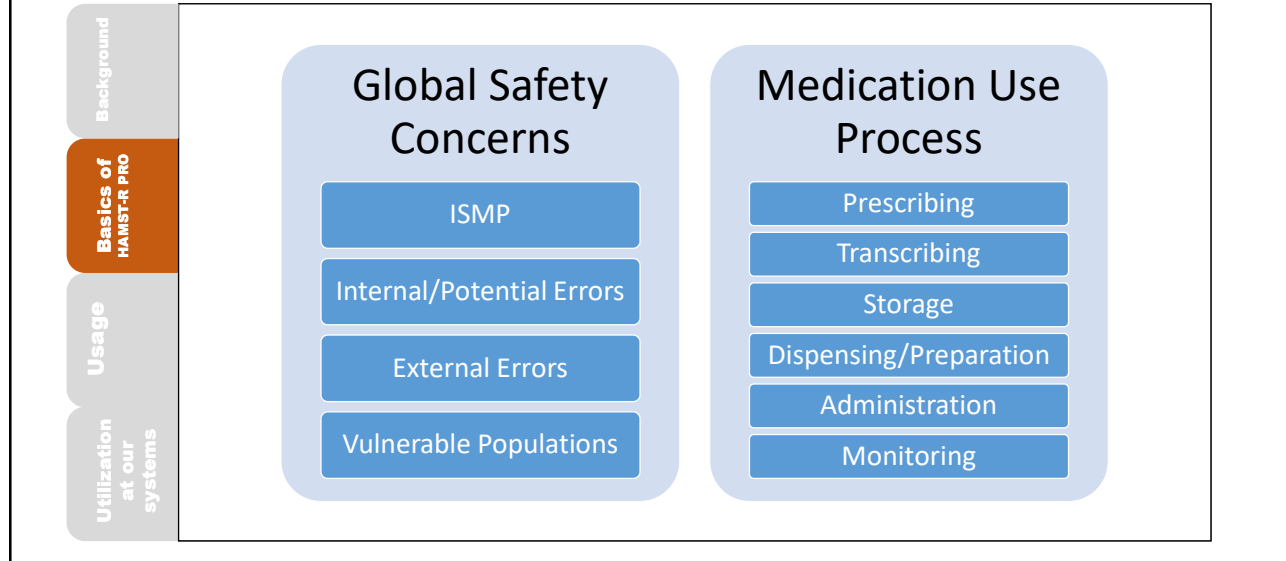 Background
Basics of
HAMST-R PRO
Usage
Utilization
at our
systems
Global Safety
Concerns
ISMP
Internal/Potential Errors
External Errors
Vulnerable Populations
Medication Use
Process
Prescribing
Transcribing
Storage
Dispensing/Preparation
Administration
Monitoring